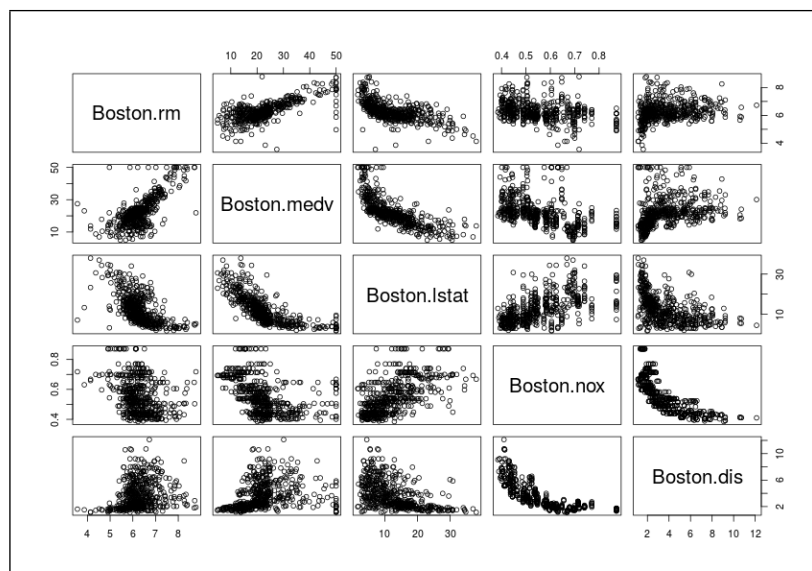 10 20 30 40 50
0.4 0.5 0.6 0.7 0.8
Boston.rm
4 6 8
10 30 50
Boston.medv
Boston.lstat
10 20 30
0.4 0.6 0.8
Boston.nox
Boston.dis
2 4 6 8 10
4 5 6 7 8
10 20 30
2 4 6 8 10 12